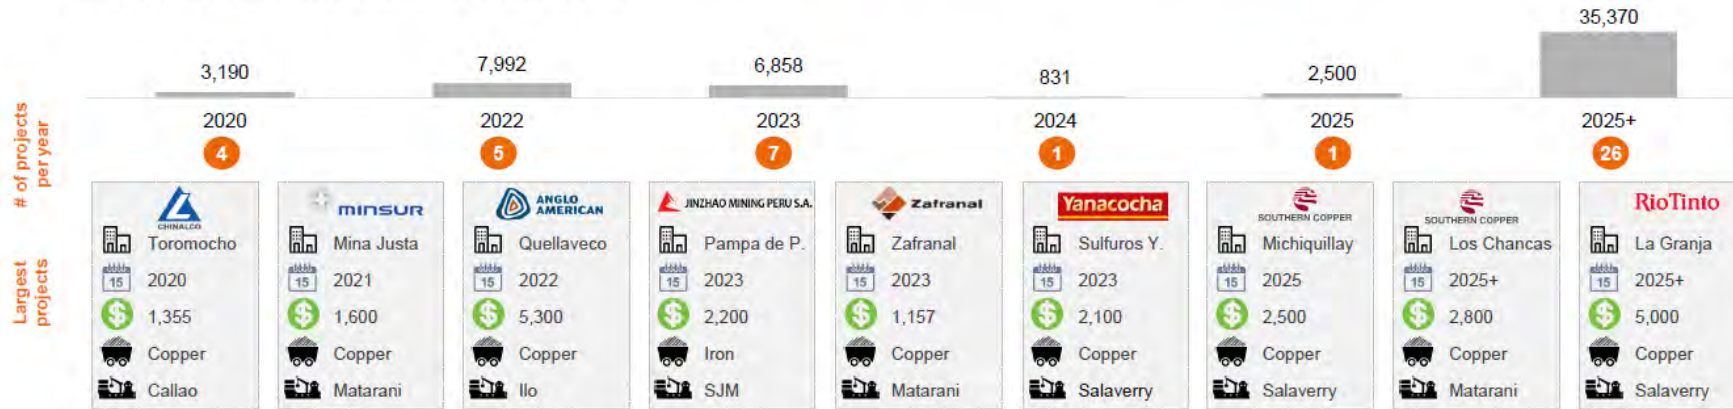 35,370
3,190
7,992
6,858
831
2,500
# of projects
per year
2020
2022
2023
2024
2025
2025+
4
5
7
1
1
26
Largest
projects
CHINALCO
Toromocho
15 2020
$ 1,355
Copper
Callao
minsur
Mina Justa
15 2021
$ 1,600
Copper
Matarani
ANGLO
AMERICAN
Quellaveco
15 2022
$ 5,300
Copper
Ilo
JINZHAO MINING PERU S.A.
Pampa de P.
15 2023
$ 2,200
Iron
SJM
Zafranal
Zafranal
15 2023
$ 1,157
Copper
Matarani
Yanacocha
Sulfuros Y.
15 2023
$ 2,100
Copper
Salaverry
SOUTHERN COPPER
Michiquillay
15 2025
$ 2,500
Copper
Salaverry
SOUTHERN COPPER
Los Chancas
15 2025+
$ 2,800
Copper
Matarani
RioTinto
La Granja
15 2025+
$ 5,000
Copper
Salaverry